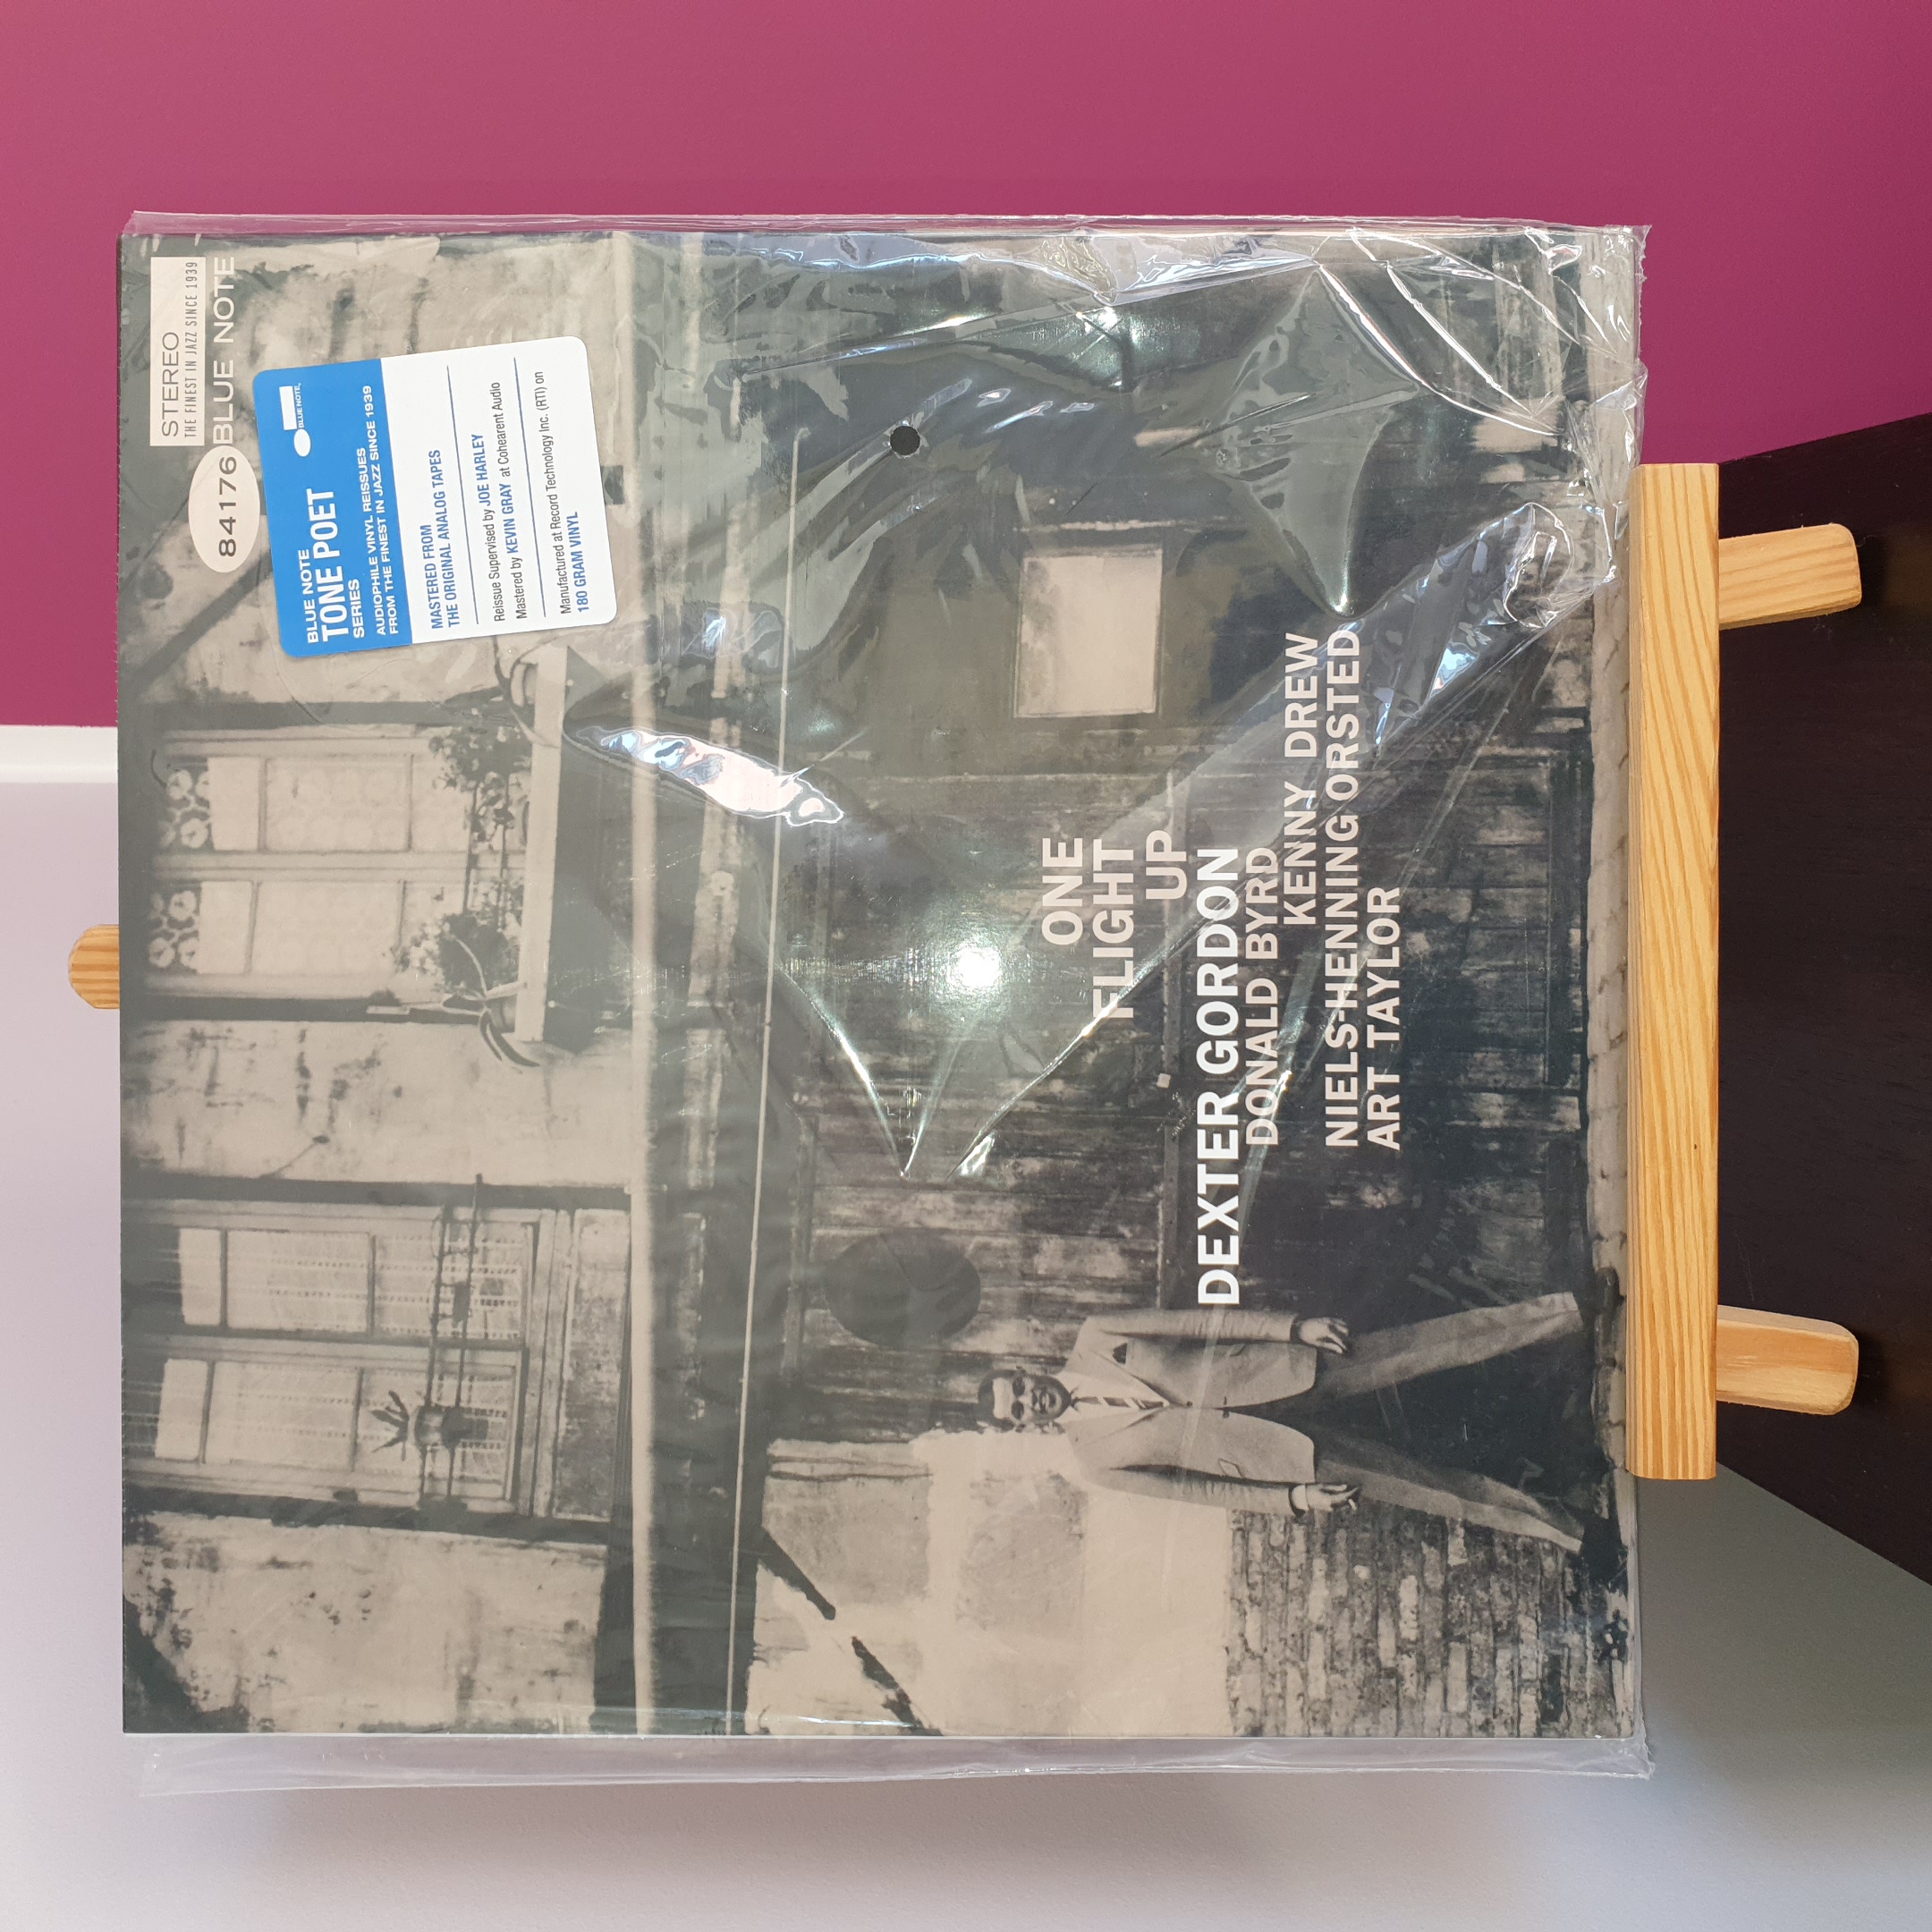 STEREO
THE FINEST IN JAZZ SINCE 1939
84176 BLUE NOTE
BLUE NOTE
TONE POET
SERIES
BLUE NOTE
AUDIOPHILE VINYL REISSUES
FROM THE FINEST IN JAZZ SINCE 1939
MASTERED FROM
THE ORIGINAL ANALOG TAPES
Reissue Supervised by JOE HARLEY
Mastered by KEVIN GRAY at Cohearent Audio
Manufactured at Record Technology Inc. (RTI) on
180 GRAM VINYL
ONE
FLIGHT
UP
DEXTER GORDON
DONALD BYRD
KENNY DREW
NIELS-HENNING ORSTED
ART TAYLOR